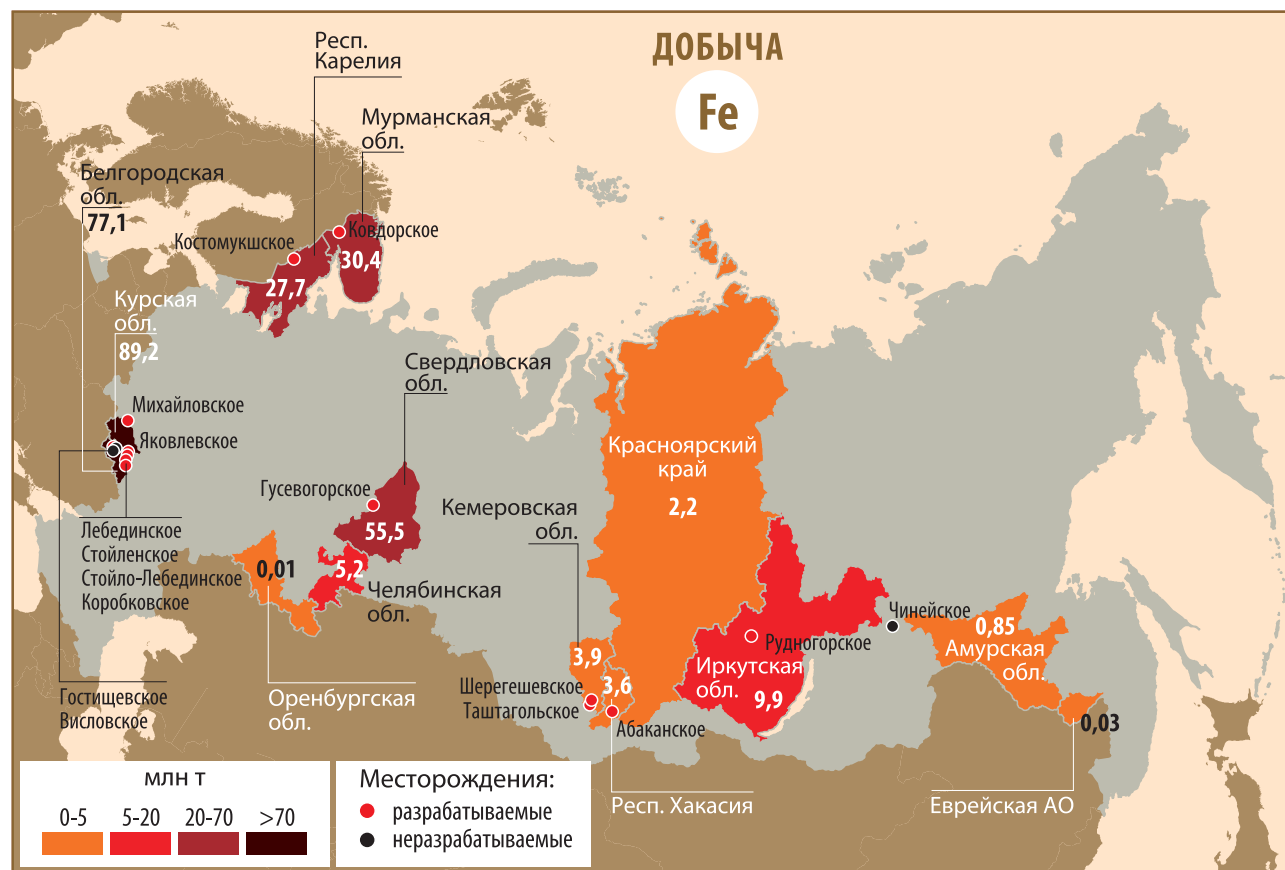 ДОБЫЧА
Fe
Респ.
Карелия
Мурманская
обл.
Белгородская
обл.
77,1
Костомукшское
Ковдорское
30,4
27,7
Курская
обл.
89,2
Свердловская
обл.
Михайловское
Яковлевское
Красноярский
край
2,2
Гусевогорское
Кемеровская
обл.
55,5
Лебединское
Стойленское
Стойло-Лебединское
Коробковское
0,01
5,2
Челябинская
обл.
Чинейское
0,85
Амурская
обл.
Рудногорское
Иркутская
обл.
9,9
3,9
3,6
Шерегешевское
Таштагольское
Абаканское
Гостищевское
Висловское
Оренбургская
обл.
0,03
Респ. Хакасия
Еврейская АО
млн т
0-5
5-20
20-70
>70
Месторождения:
разрабатываемые
неразрабатываемые